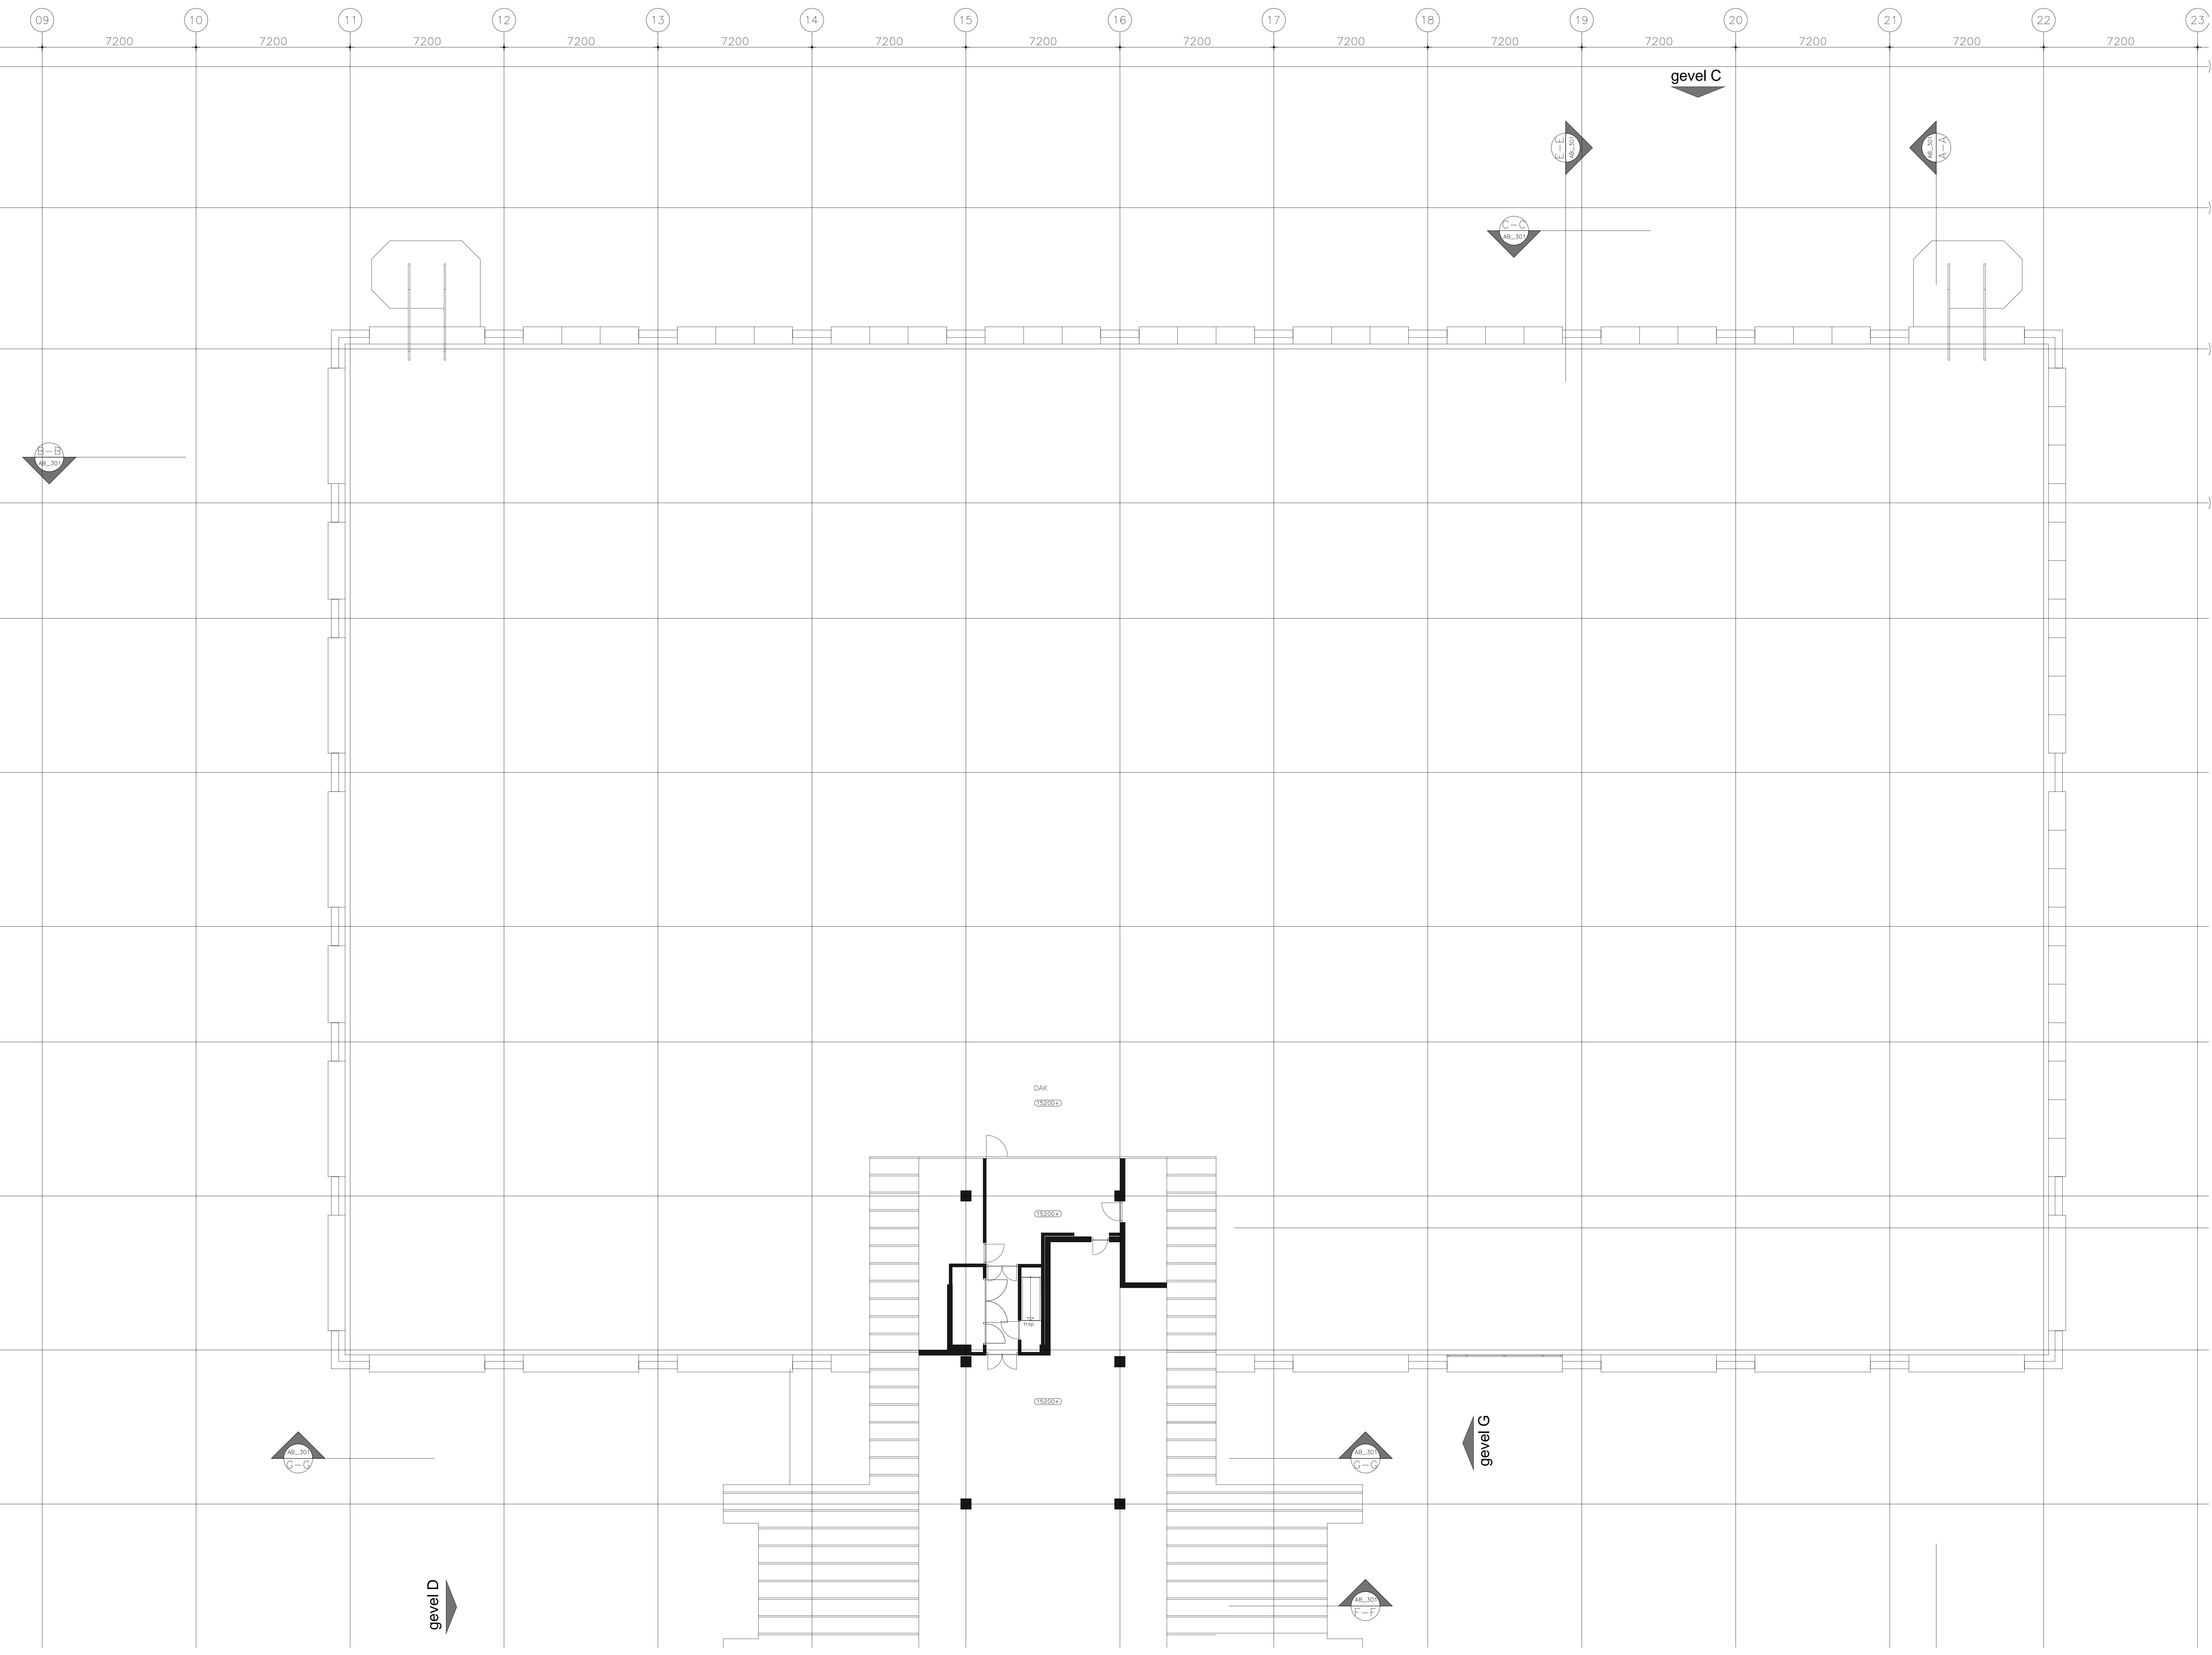 09 10 11 12 13 14 15 16 17 18 19 20 21 22 23
7200 7200 7200 7200 7200 7200 7200 7200 7200 7200 7200 7200 7200 7200
gevel C
E-E
AB_301
AB_301
A-A
C-C
AB_301
B-B
AB_301
DAK
15200+
15200+
trap
15200+
gevel G
AB_301
G-G
AB_301
G-G
gevel D
AB_301
F-F